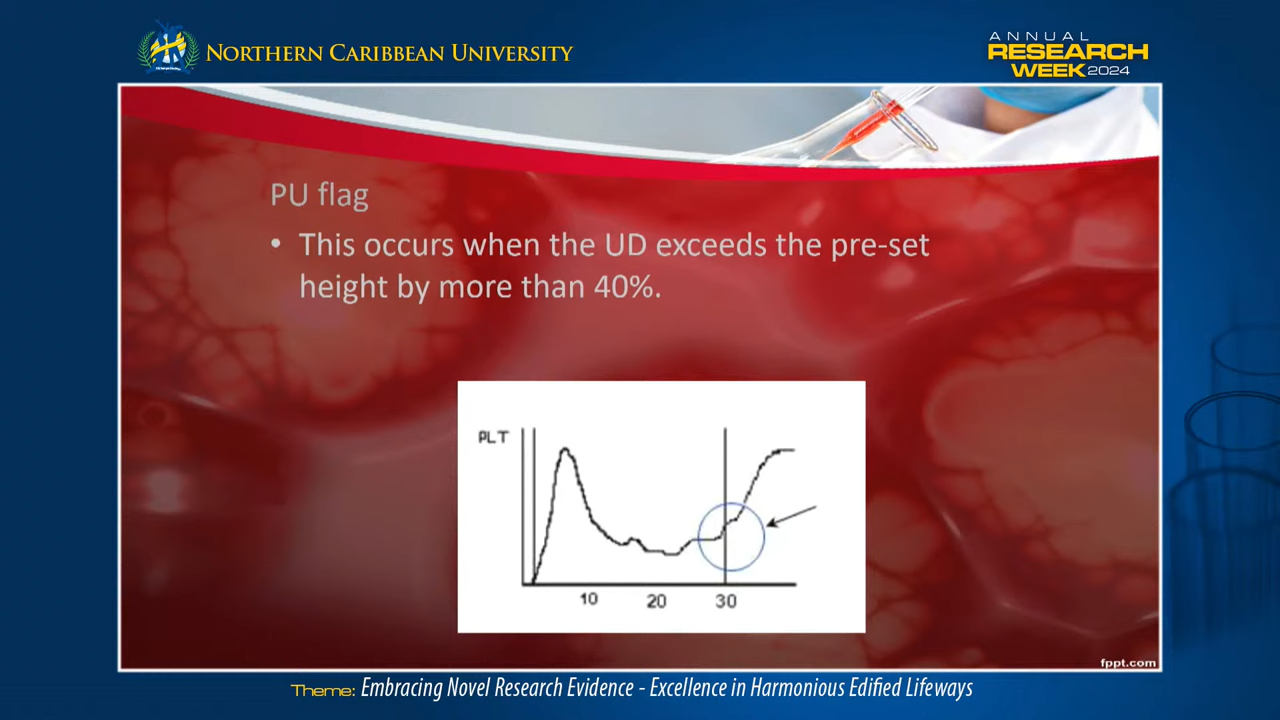 NORTHERN CARIBBEAN UNIVERSITY
ANNUAL
RESEARCH
WEEK 2024
PU flag
• This occurs when the UD exceeds the pre-set
height by more than 40%.
PLT
10 20 30
fppt.com
Theme: Embracing Novel Research Evidence - Excellence in Harmonious Edified Lifeways